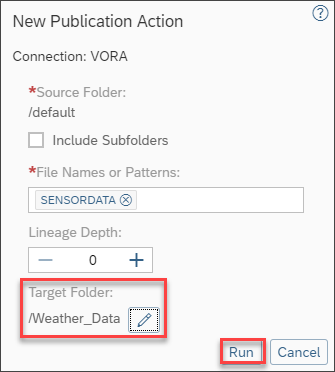 New Publication Action
Connection: VORA
*Source Folder:
/default
Include Subfolders
*File Names or Patterns:
SENSORDATA
Lineage Depth:
0
Target Folder:
/Weather_Data
Run Cancel